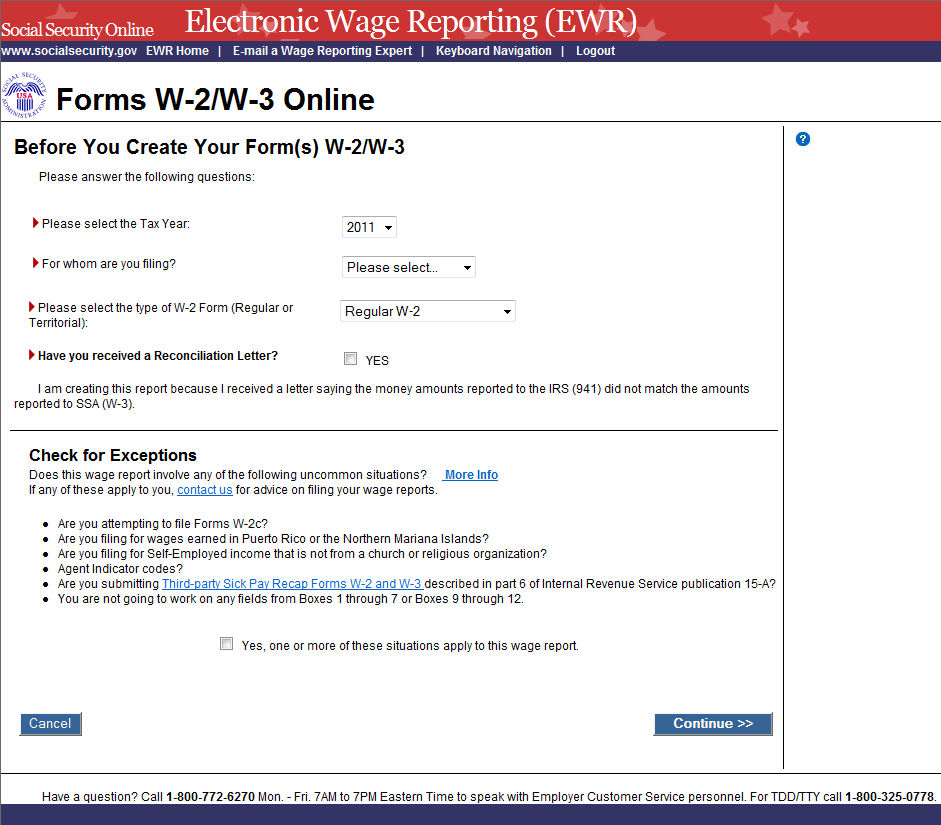 Social Security Online
Electronic Wage Reporting (EWR)
www.socialsecurity.gov EWR Home | E-mail a Wage Reporting Expert | Keyboard Navigation | Logout
SOCIAL SECURITY ADMINISTRATION
USA
Forms W-2/W-3 Online
Before You Create Your Form(s) W-2/W-3
?
Please answer the following questions:
Please select the Tax Year:
2011
For whom are you filing?
Please select...
Please select the type of W-2 Form (Regular or
Territorial):
Regular W-2
Have you received a Reconciliation Letter?
YES
I am creating this report because I received a letter saying the money amounts reported to the IRS (941) did not match the amounts
reported to SSA (W-3).
Check for Exceptions
Does this wage report involve any of the following uncommon situations? More Info
If any of these apply to you, contact us for advice on filing your wage reports.
• Are you attempting to file Forms W-2c?
• Are you filing for wages earned in Puerto Rico or the Northern Mariana Islands?
• Are you filing for Self-Employed income that is not from a church or religious organization?
• Agent Indicator codes?
• Are you submitting Third-party Sick Pay Recap Forms W-2 and W-3 described in part 6 of Internal Revenue Service publication 15-A?
• You are not going to work on any fields from Boxes 1 through 7 or Boxes 9 through 12.
Yes, one or more of these situations apply to this wage report.
Cancel
Continue >>
Have a question? Call 1-800-772-6270 Mon. - Fri. 7AM to 7PM Eastern Time to speak with Employer Customer Service personnel. For TDD/TTY call 1-800-325-0778.